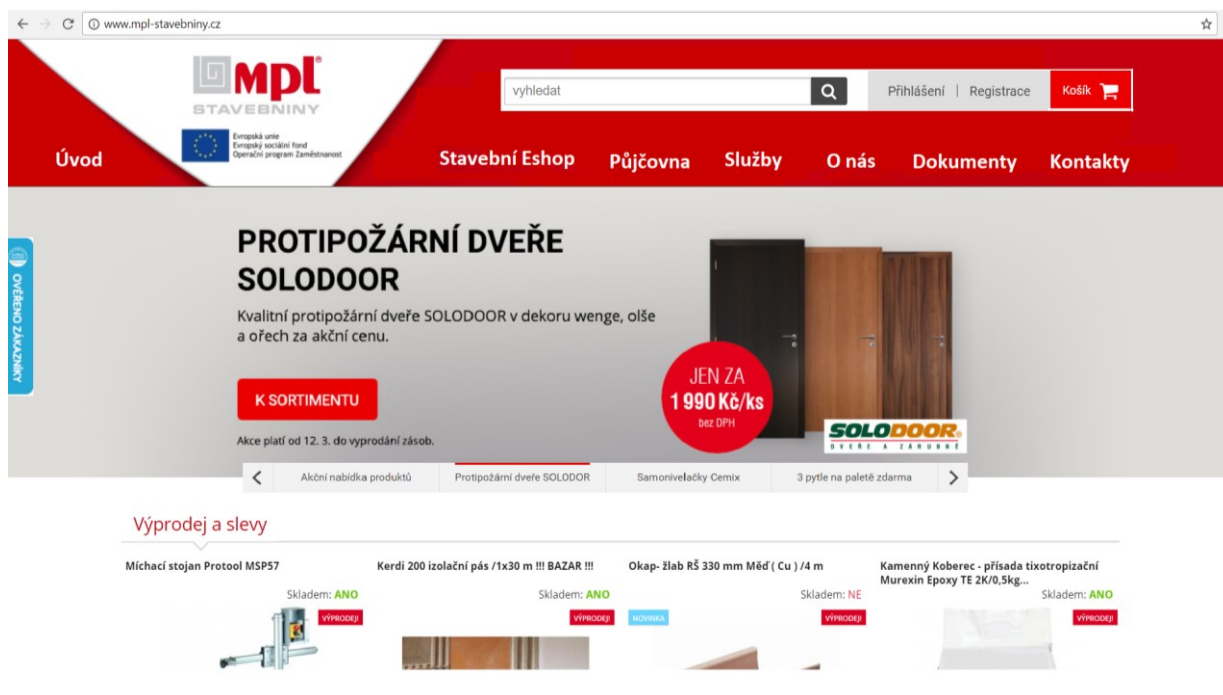 www.mpl-stavebniny.cz
mpl
STAVEBNINY
Evropská unie
Evropský sociální fond
Operační program Zaměstnanost
vyhledat
Přihlášení | Registrace
Košík
Úvod
Stavební Eshop
Půjčovna
Služby
O nás
Dokumenty
Kontakty
OVĚŘENO ZÁKAZNÍKY
PROTIPOŽÁRNÍ DVEŘE
SOLODOOR
Kvalitní protipožární dveře SOLODOOR v dekoru wenge, olše
a ořech za akční cenu.
K SORTIMENTU
Akce platí od 12. 3. do vyprodání zásob.
JEN ZA
1 990 Kč/ks
bez DPH
SOLODOOR®
DVEŘE A ZÁRUBNĚ
Akční nabídka produktů
Protipožární dveře SOLODOR
Samonivelačky Cemix
3 pytle na paletě zdarma
Výprodej a slevy
Míchací stojan Protool MSP57
Skladem: ANO
VÝPRODEJ!
Kerdi 200 izolační pás /1x30 m !!! BAZAR !!!
Skladem: ANO
VÝPRODEJ!
Okap- žlab RŠ 330 mm Měď ( Cu ) /4 m
Skladem: NE
NOVINKA
VÝPRODEJ!
Kamenný Koberec - přísada tixotropizační
Murexin Epoxy TE 2K/0,5kg...
Skladem: ANO
VÝPRODEJ!